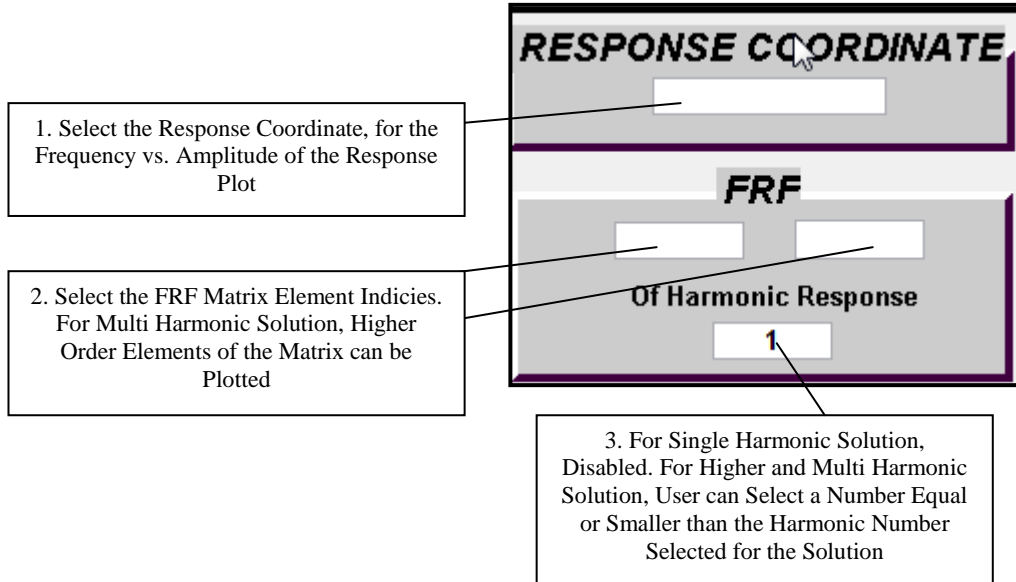 RESPONSE COORDINATE
1. Select the Response Coordinate, for the
Frequency vs. Amplitude of the Response
Plot
FRF
2. Select the FRF Matrix Element Indicies.
For Multi Harmonic Solution, Higher
Order Elements of the Matrix can be
Plotted
Of Harmonic Response
1
3. For Single Harmonic Solution,
Disabled. For Higher and Multi Harmonic
Solution, User can Select a Number Equal
or Smaller than the Harmonic Number
Selected for the Solution